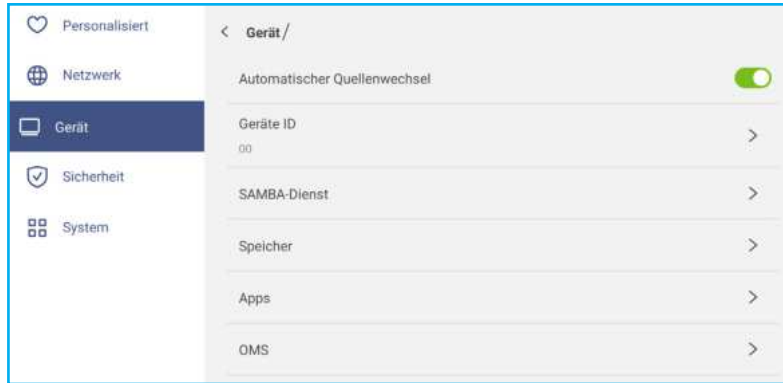 Personalisiert
Netzwerk
Gerät
Sicherheit
System
Gerät/
Automatischer Quellenwechsel
Geräte ID
00
SAMBA-Dienst
Speicher
Apps
OMS